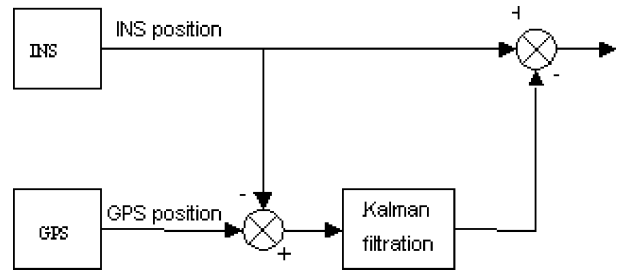 INS position
INS
+
-
-
GPS position
GPS
+
Kalman
filtration